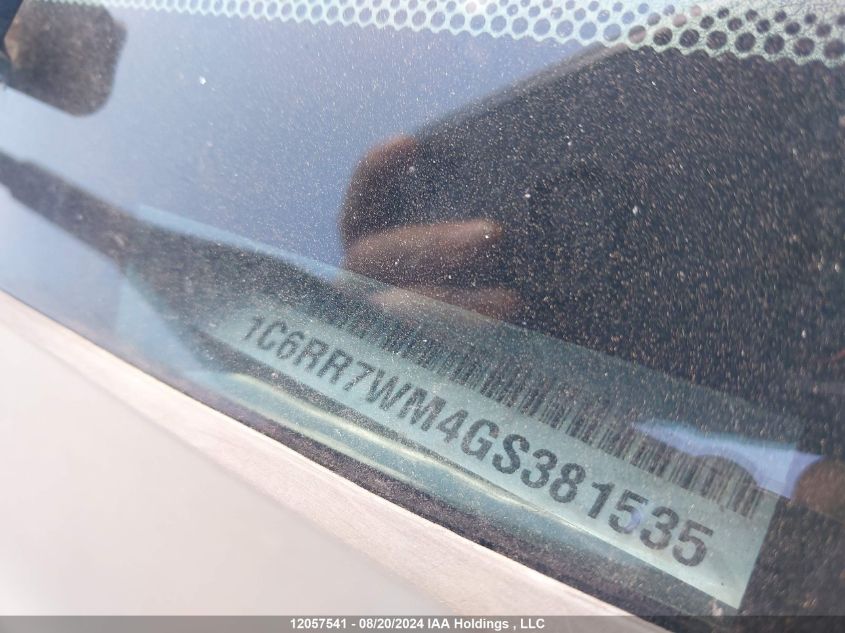 1C6RR7WM4GS381535
12057541 - 08/20/2024 IAA Holdings , LLC